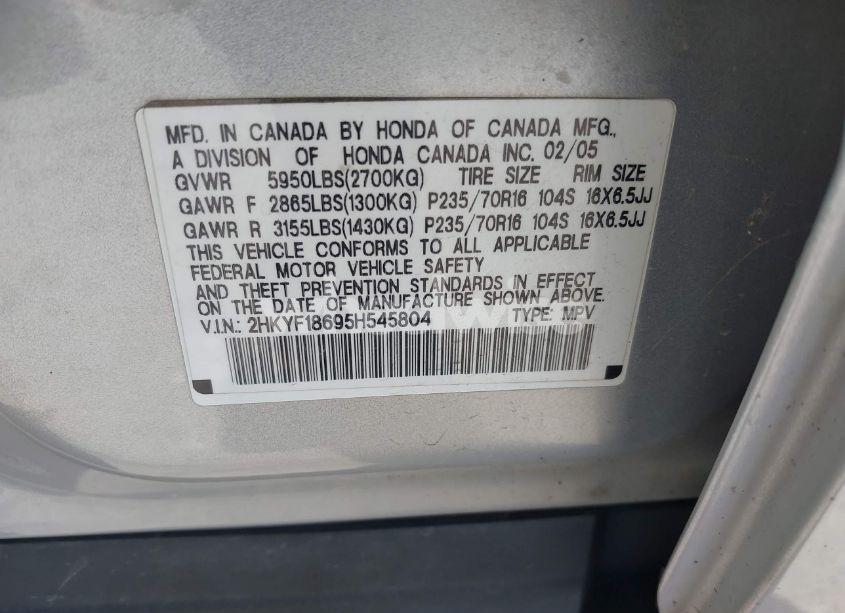 MFD. IN CANADA BY HONDA OF CANADA MFG.,
A DIVISION OF HONDA CANADA INC. 02/05
GVWR 5950LBS(2700KG) TIRE SIZE RIM SIZE
GAWR F 2865LBS(1300KG) P235/70R16 104S 16X6.5JJ
GAWR R 3155LBS(1430KG) P235/70R16 104S 16X6.5JJ
THIS VEHICLE CONFORMS TO ALL APPLICABLE
FEDERAL MOTOR VEHICLE SAFETY
AND THEFT PREVENTION STANDARDS IN EFFECT
ON THE DATE OF MANUFACTURE SHOWN ABOVE.
V.I.N.: 2HKYF18695H545804 TYPE: MPV